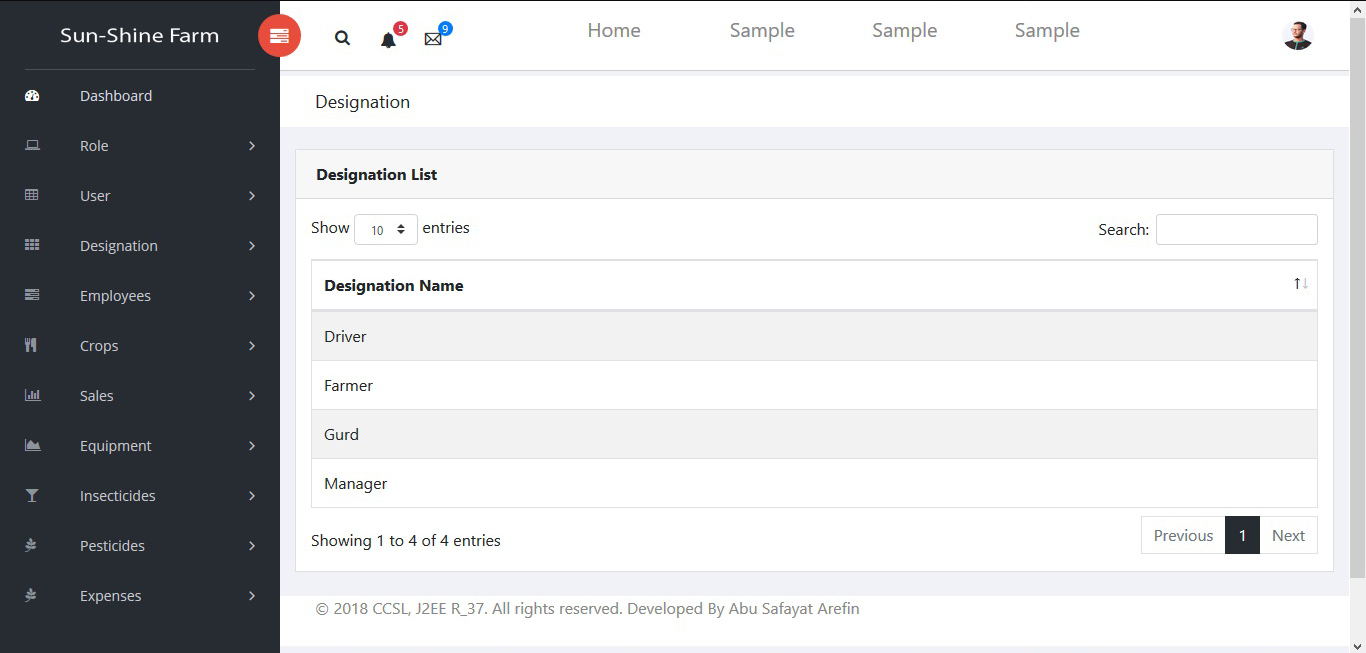 Sun-Shine Farm
5
9
Home Sample Sample Sample
Dashboard
Role
User
Designation
Employees
Crops
Sales
Equipment
Insecticides
Pesticides
Expenses
Designation
Designation List
Show 10 entries
Search:
Designation Name
Driver
Farmer
Gurd
Manager
Showing 1 to 4 of 4 entries
Previous 1 Next
© 2018 CCSL, J2EE R_37. All rights reserved. Developed By Abu Safayat Arefin